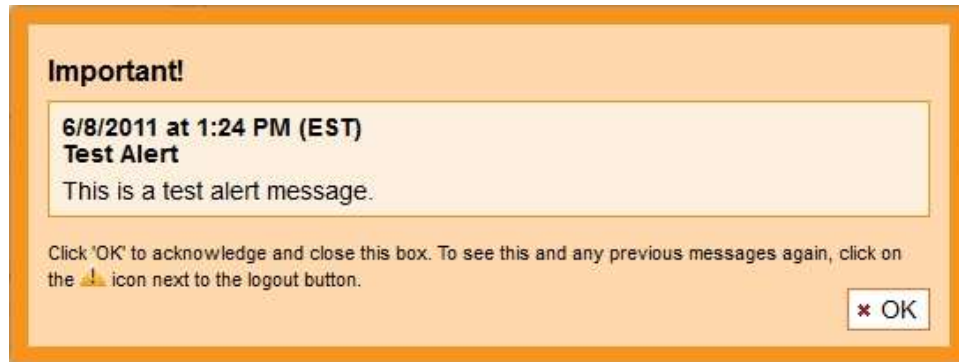 Important!
6/8/2011 at 1:24 PM (EST)
Test Alert
This is a test alert message.
Click 'OK' to acknowledge and close this box. To see this and any previous messages again, click on
the icon next to the logout button.
OK